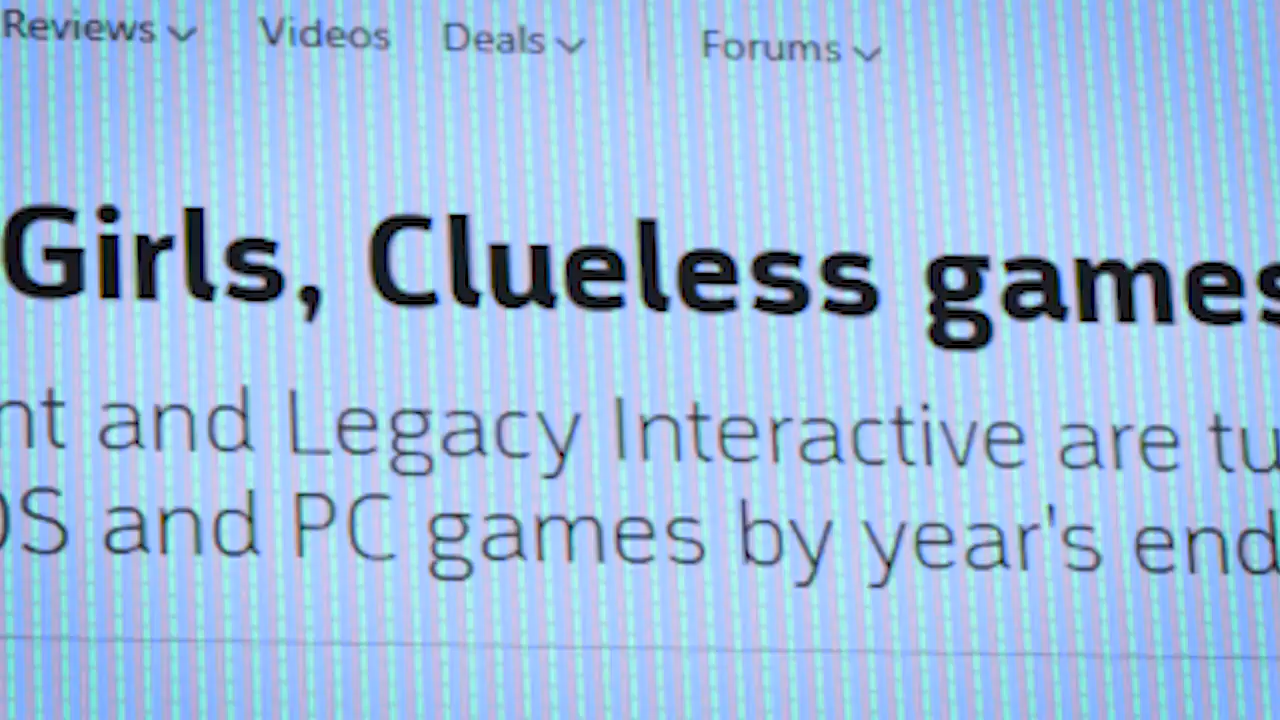 Reviews Videos Deals Forums
Girls, Clueless games
nt and Legacy Interactive are tu
DS and PC games by year's end